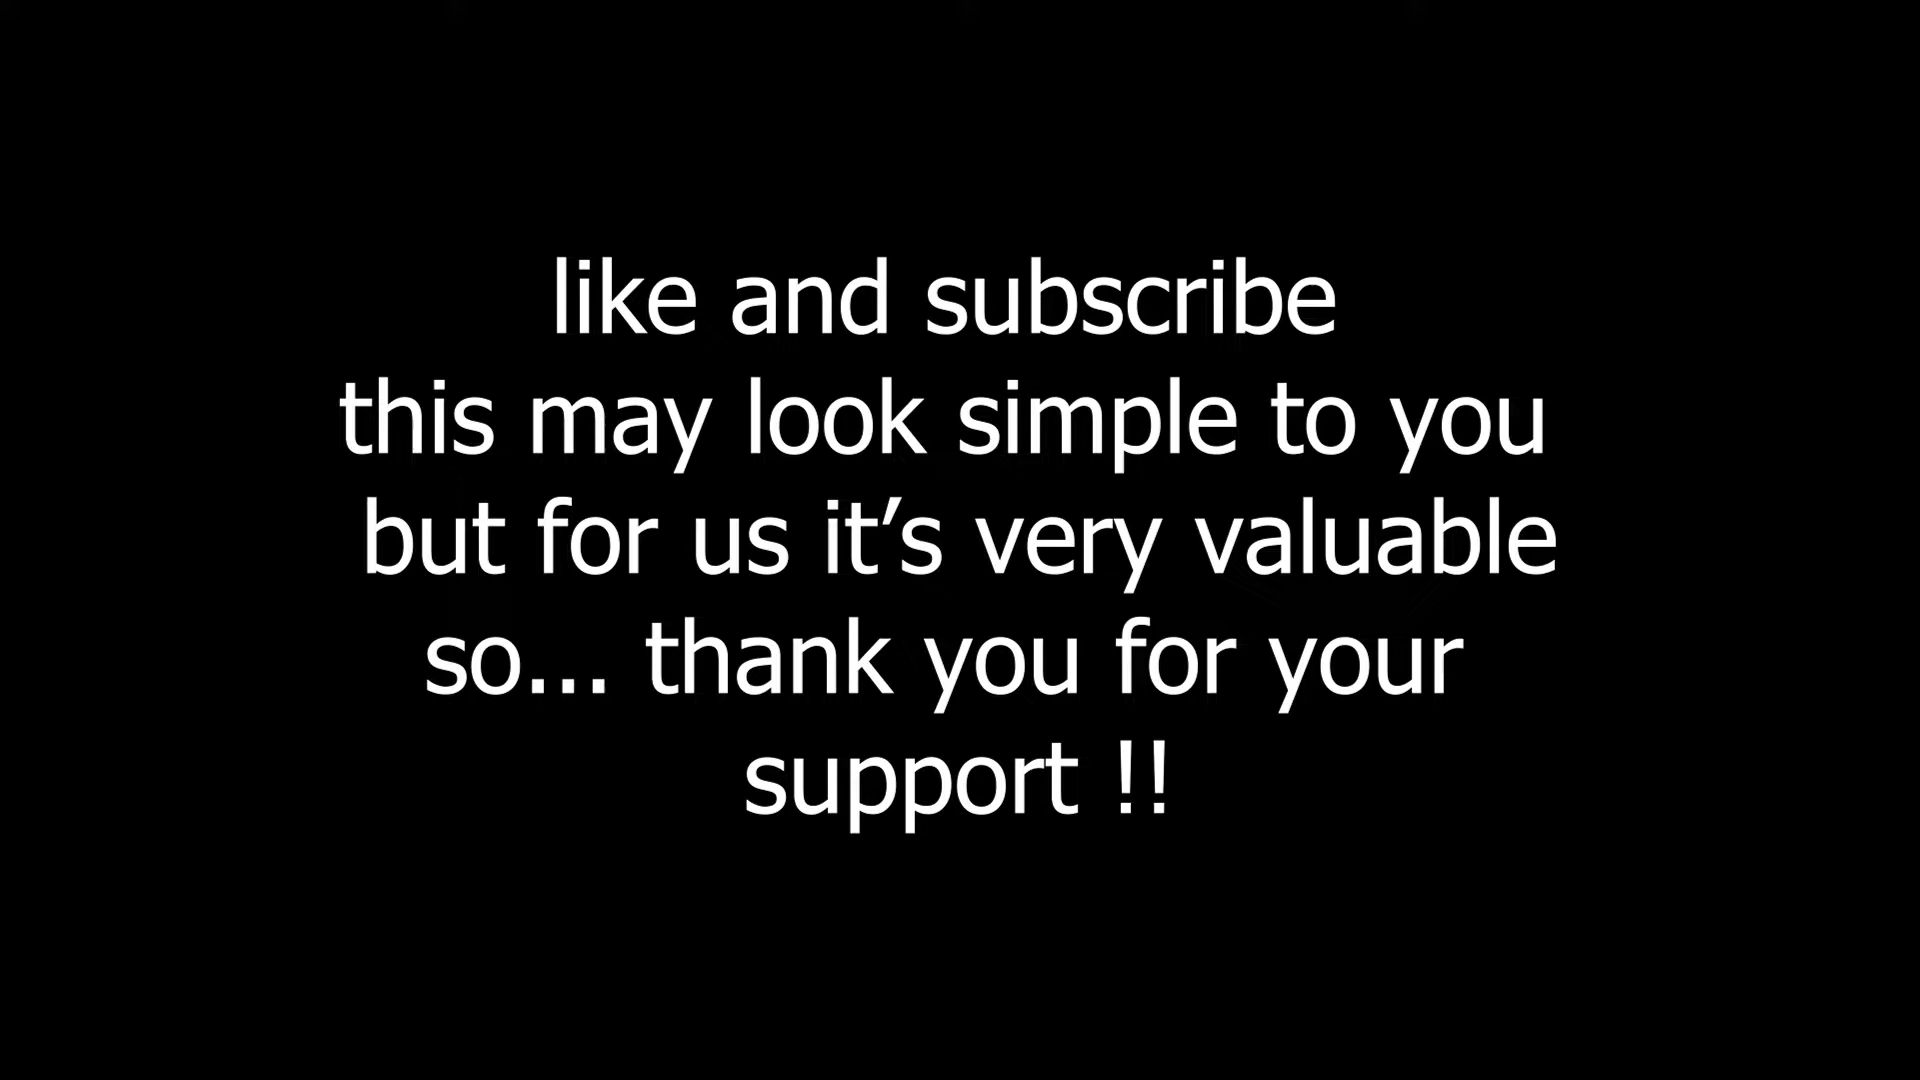 like and subscribe
this may look simple to you
but for us it’s very valuable
so... thank you for your
support !!